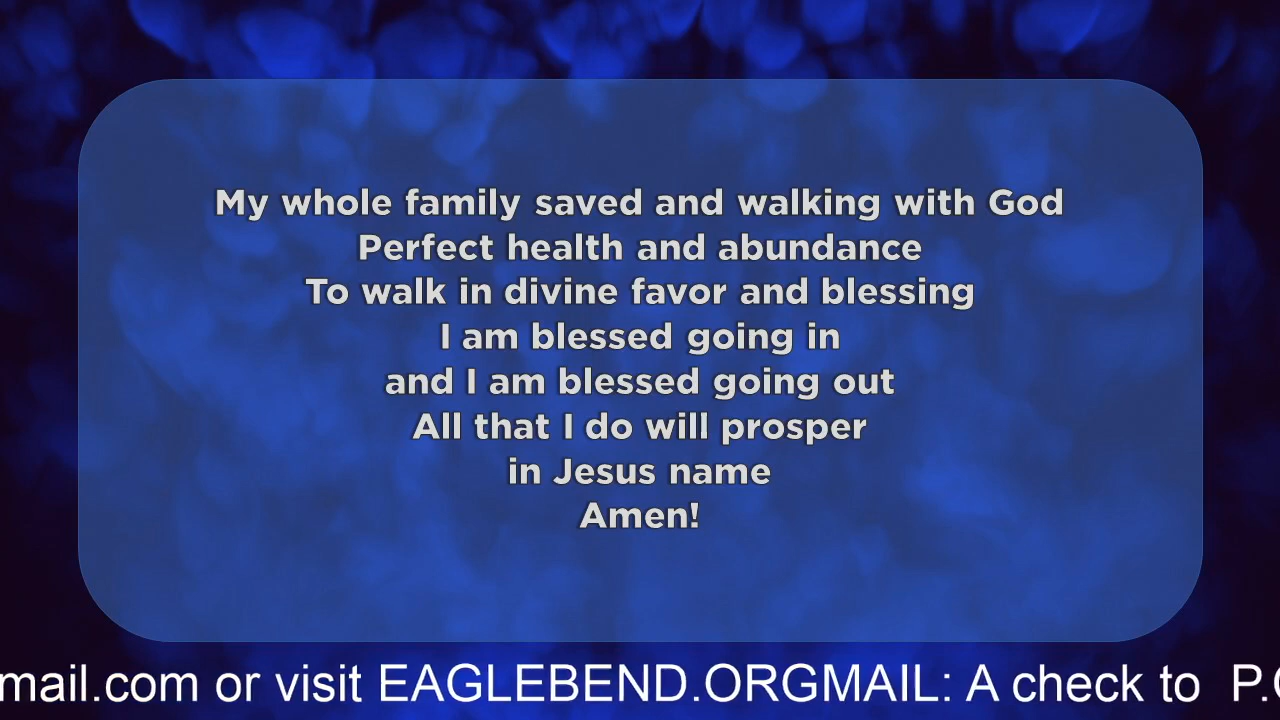 My whole family saved and walking with God
Perfect health and abundance
To walk in divine favor and blessing
I am blessed going in
and I am blessed going out
All that I do will prosper
in Jesus name
Amen!
mail.com or visit EAGLEBEND.ORGMAIL: A check to P.